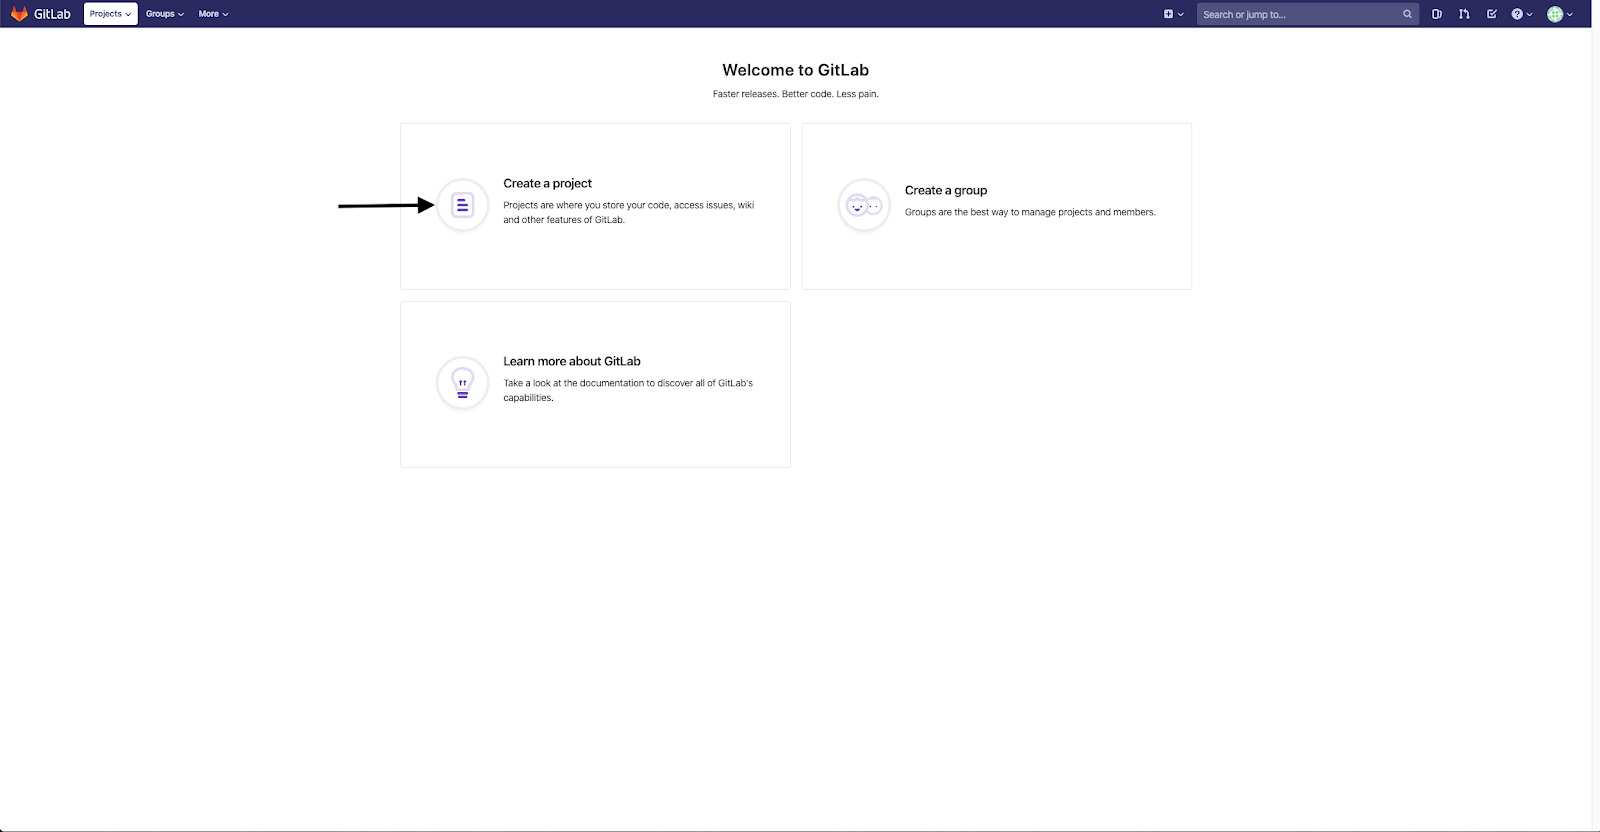 GitLab Projects Groups More Search or jump to...
Welcome to GitLab
Faster releases. Better code. Less pain.
Create a project
Projects are where you store your code, access issues, wiki
and other features of GitLab.
Create a group
Groups are the best way to manage projects and members.
Learn more about GitLab
Take a look at the documentation to discover all of GitLab's
capabilities.